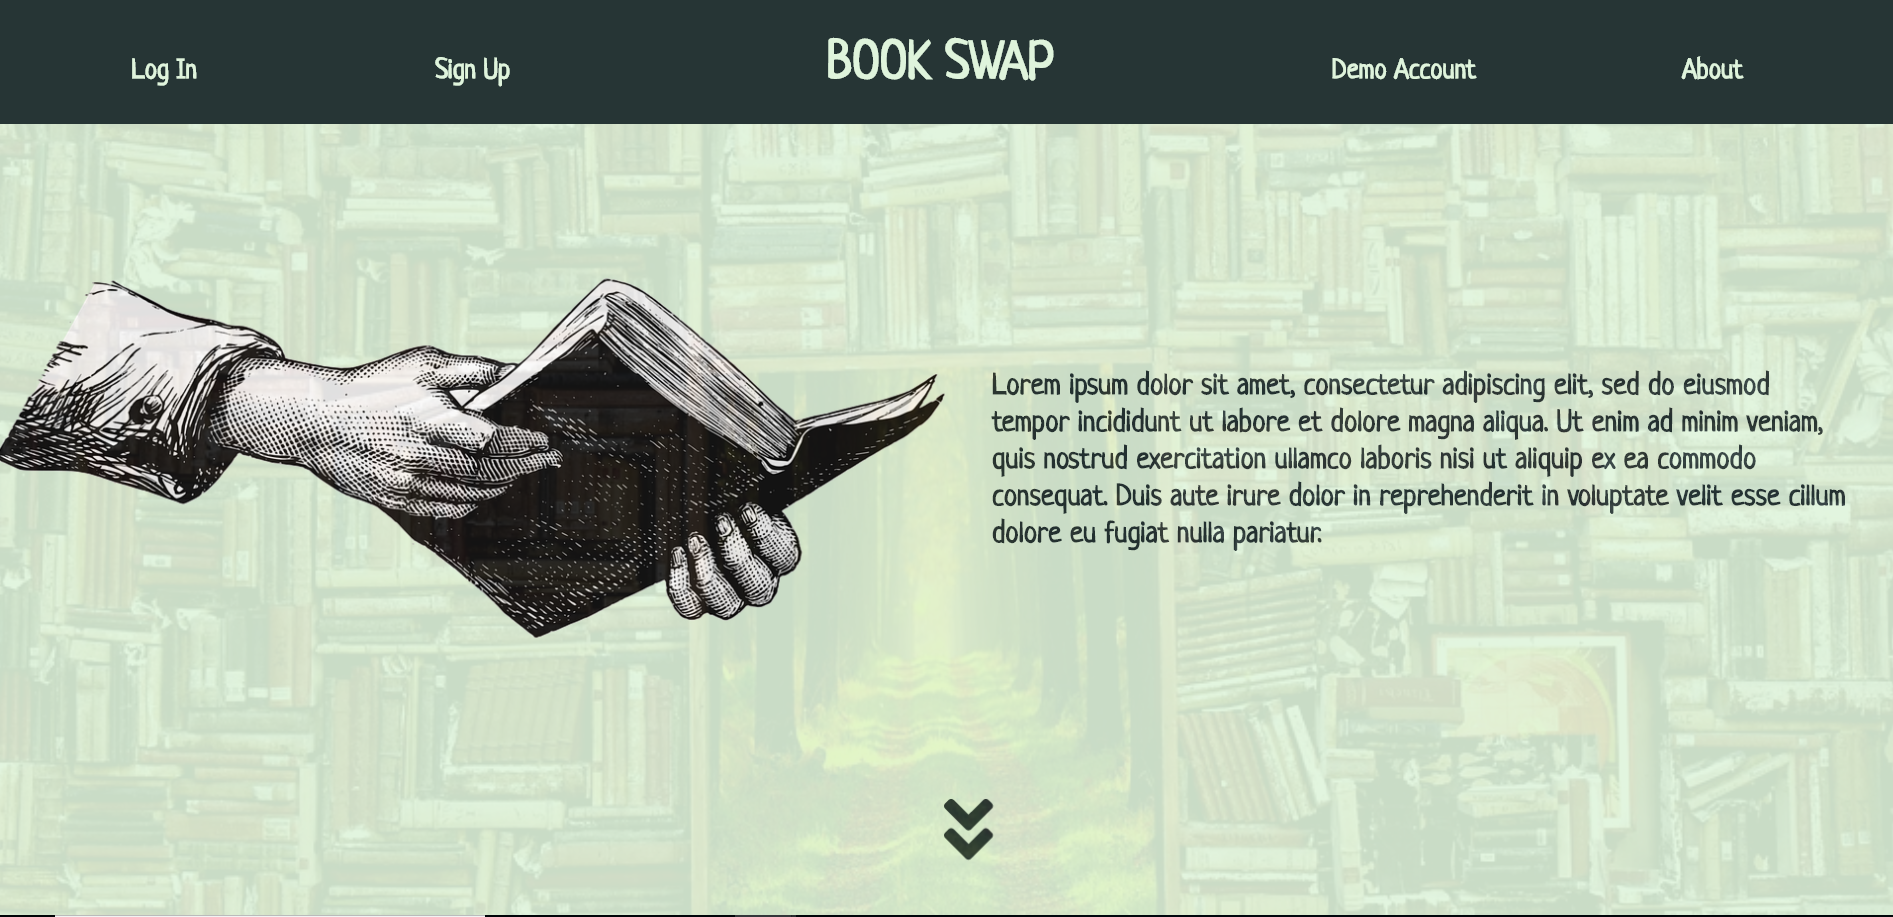 Log In
Sign Up
BOOK SWAP
Demo Account
About
Lorem ipsum dolor sit amet, consectetur adipiscing elit, sed do eiusmod
tempor incididunt ut labore et dolore magna aliqua. Ut enim ad minim veniam,
quis nostrud exercitation ullamco laboris nisi ut aliquip ex ea commodo
consequat. Duis aute irure dolor in reprehenderit in voluptate velit esse cillum
dolore eu fugiat nulla pariatur.